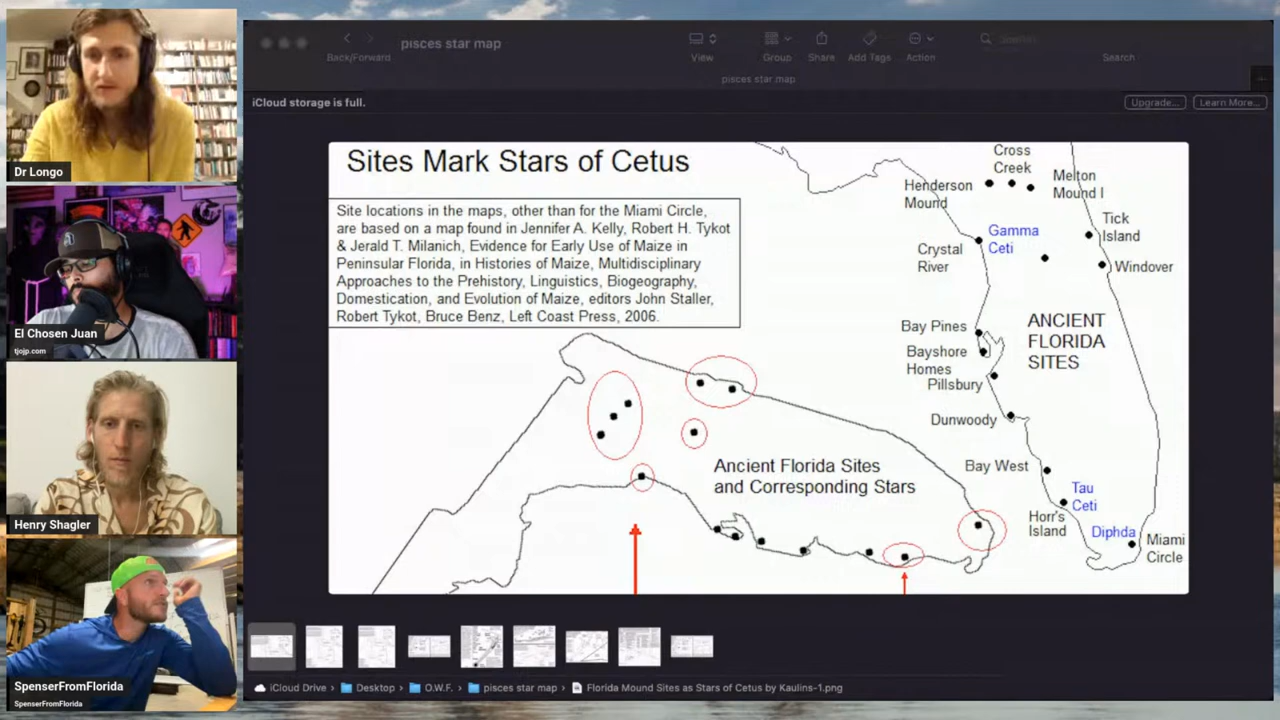 Dr Longo
El Chosen Juan
tjojp.com
Henry Shagler
SpenserFromFlorida
SpenserFromFlorida
pisces star map
Back/Forward
View
Group
Share
Add Tags
Action
Search
pisces star map
iCloud storage is full.
Upgrade...
Learn More...
Sites Mark Stars of Cetus
Site locations in the maps, other than for the Miami Circle,
are based on a map found in Jennifer A. Kelly, Robert H. Tykot
& Jerald T. Milanich, Evidence for Early Use of Maize in
Peninsular Florida, in Histories of Maize, Multidisciplinary
Approaches to the Prehistory, Linguistics, Biogeography,
Domestication, and Evolution of Maize, editors John Staller,
Robert Tykot, Bruce Benz, Left Coast Press, 2006.
Ancient Florida Sites
and Corresponding Stars
Cross
Creek
Henderson
Mound
Melton
Mound I
Tick
Island
Gamma
Ceti
Crystal
River
Windover
Bay Pines
ANCIENT
FLORIDA
SITES
Bayshore
Homes
Pillsbury
Dunwoody
Bay West
Tau
Ceti
Horr's
Island
Diphda
Miami
Circle
iCloud Drive › Desktop › O.W.F. › pisces star map › Florida Mound Sites as Stars of Cetus by Kaulins-1.png